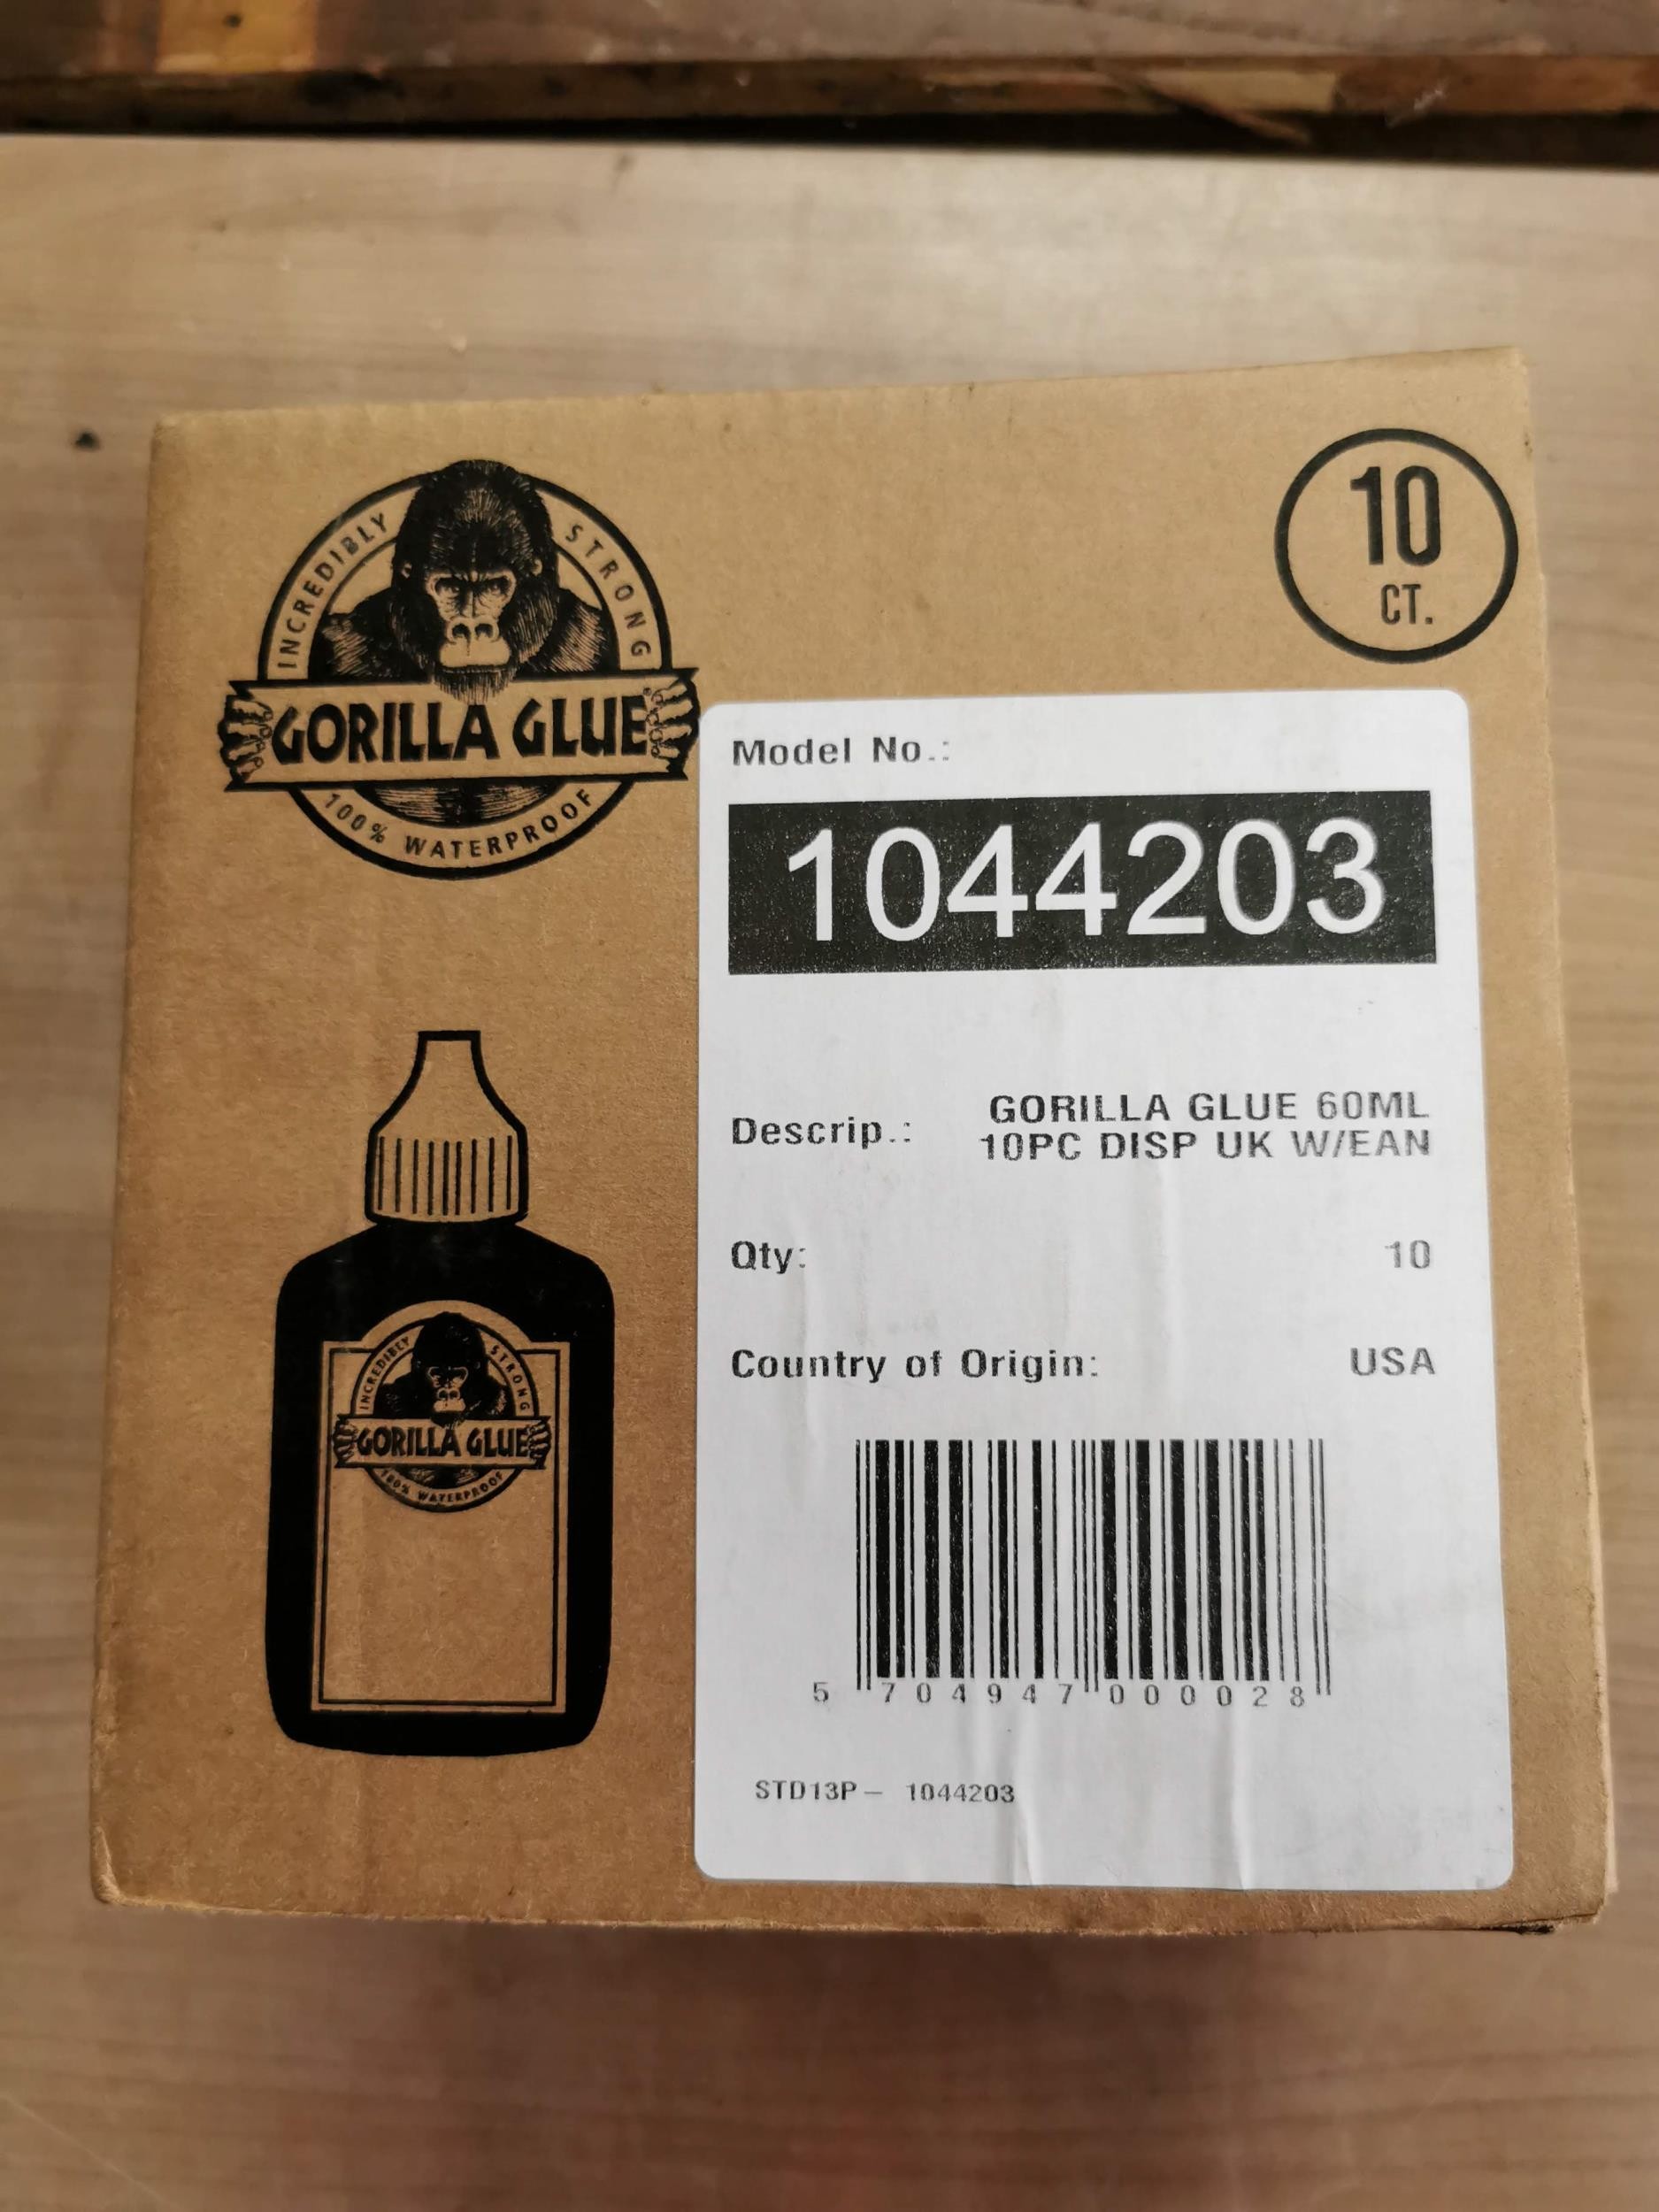 INCREDIBLY STRONG
GORILLA GLUE®
100% WATERPROOF
10
CT.
Model No.:
1044203
Descrip.: GORILLA GLUE 60ML
10PC DISP UK W/EAN
Qty: 10
Country of Origin: USA
5 704947 000028
STD13P- 1044203
INCREDIBLY STRONG
GORILLA GLUE
100% WATERPROOF